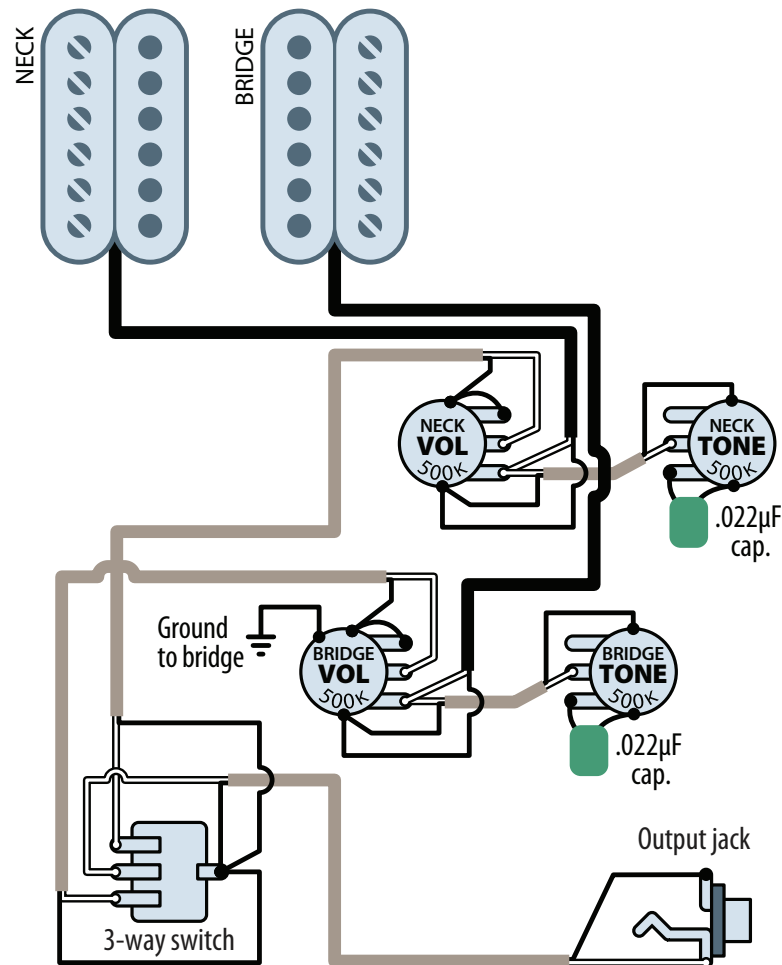 NECK
BRIDGE
NECK
VOL
500K
NECK
TONE
500K
.022µF
cap.
Ground
to bridge
BRIDGE
VOL
500K
BRIDGE
TONE
500K
.022µF
cap.
Output jack
3-way switch